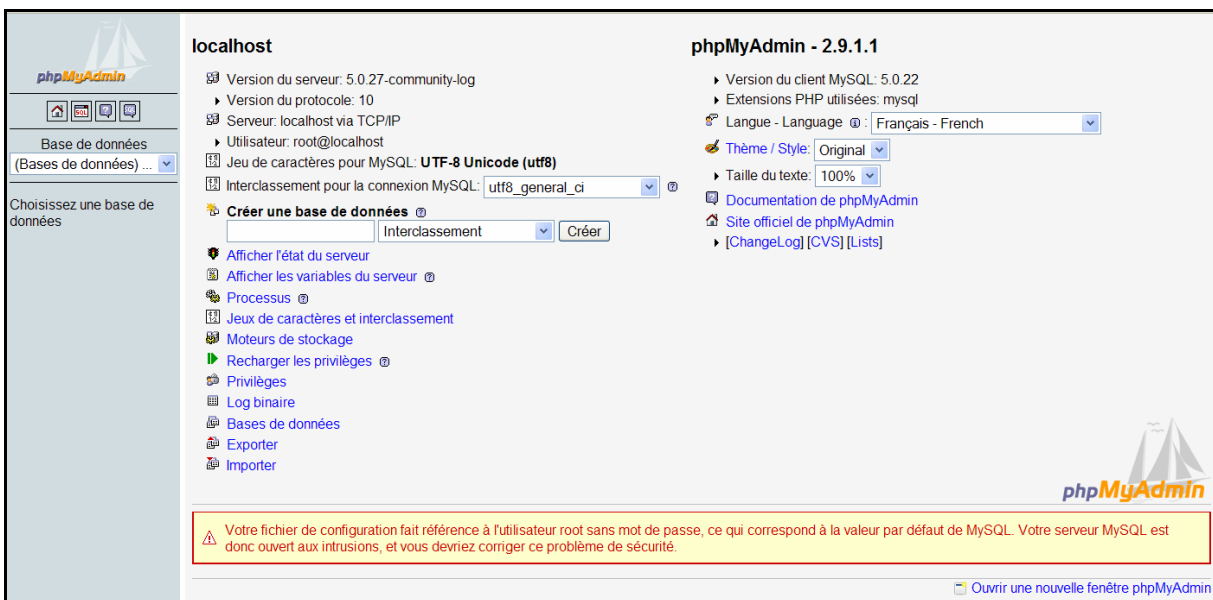 phpMyAdmin
SQL
Base de données
(Bases de données) ...
Choisissez une base de
données
localhost
Version du serveur: 5.0.27-community-log
Version du protocole: 10
Serveur: localhost via TCP/IP
Utilisateur: root@localhost
Jeu de caractères pour MySQL: UTF-8 Unicode (utf8)
Interclassement pour la connexion MySQL: utf8_general_ci
Créer une base de données
Interclassement Créer
Afficher l'état du serveur
Afficher les variables du serveur
Processus
Jeux de caractères et interclassement
Moteurs de stockage
Recharger les privilèges
Privilèges
Log binaire
Bases de données
Exporter
Importer
phpMyAdmin - 2.9.1.1
Version du client MySQL: 5.0.22
Extensions PHP utilisées: mysql
Langue - Language : Français - French
Thème / Style: Original
Taille du texte: 100%
Documentation de phpMyAdmin
Site officiel de phpMyAdmin
[ChangeLog] [CVS] [Lists]
phpMyAdmin
Votre fichier de configuration fait référence à l'utilisateur root sans mot de passe, ce qui correspond à la valeur par défaut de MySQL. Votre serveur MySQL est
donc ouvert aux intrusions, et vous devriez corriger ce problème de sécurité.
Ouvrir une nouvelle fenêtre phpMyAdmin